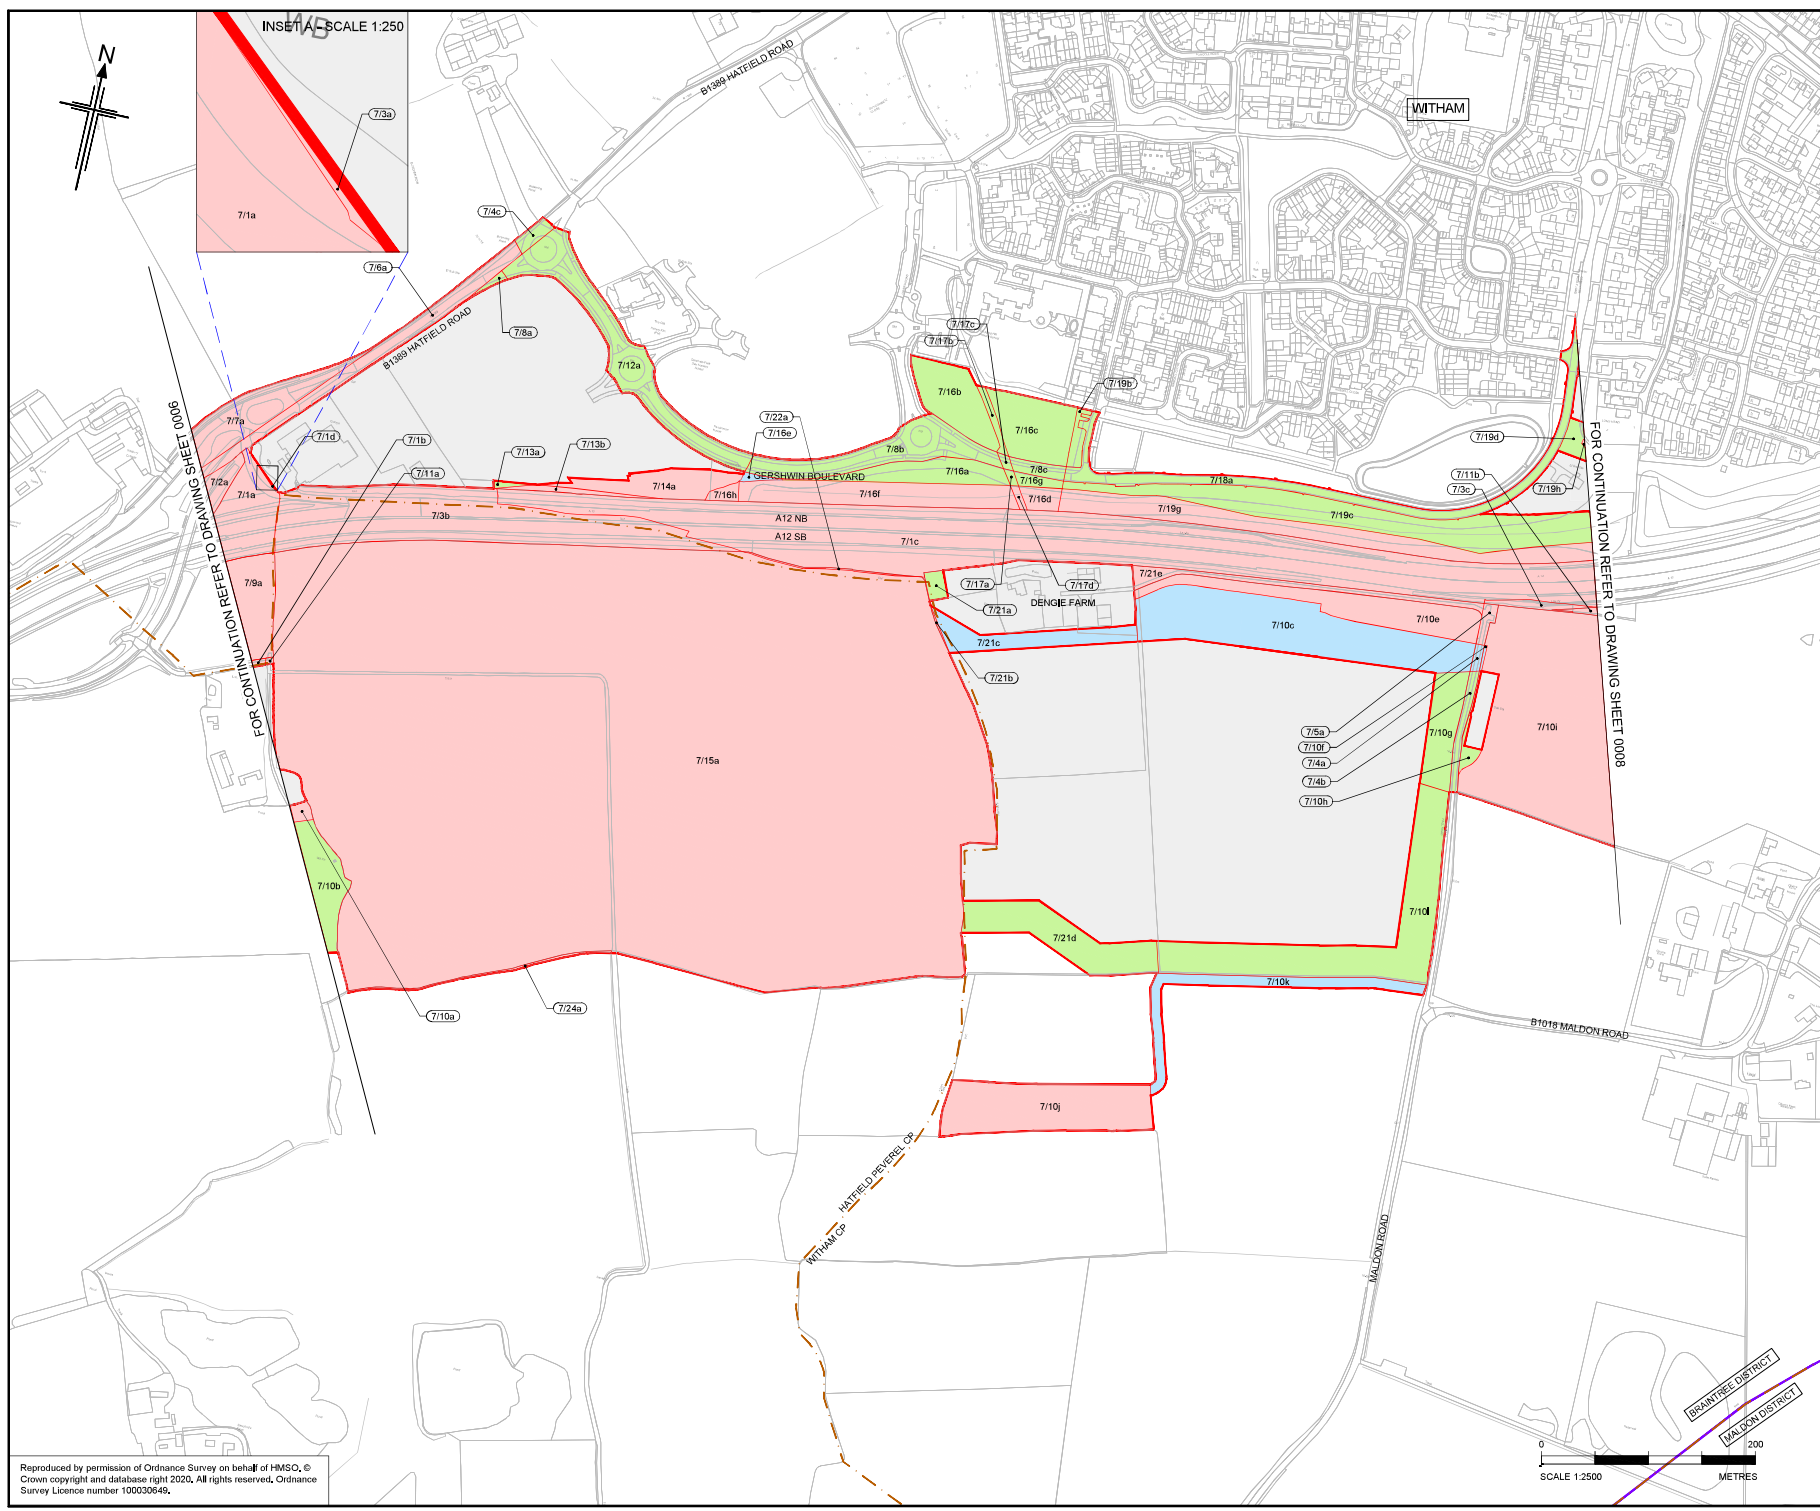 INSET A - SCALE 1:250
WB
N
7/3a
7/1a
B1389 HATFIELD ROAD
WITHAM
7/4c
7/6a
7/8a
B1389 HATFIELD ROAD
7/12a
7/17c
7/17b
7/19b
7/16b
7/22a
7/16e
7/16c
7/7a
7/1d
7/1b
7/11a
7/13a
7/13b
7/8b
7/8c
7/19d
7/11b
7/3c
7/19h
7/2a
7/1a
GERSHWIN BOULEVARD
7/14a
7/16h
7/16f
7/16a
7/16g
7/16d
7/18a
7/19g
7/19c
7/3b
A12 NB
A12 SB
7/1c
FOR CONTINUATION REFER TO DRAWING SHEET 0006
FOR CONTINUATION REFER TO DRAWING SHEET 0008
7/9a
7/17a
7/17d
7/21e
7/21a
DENGIE FARM
7/10e
7/10c
7/21c
7/21b
7/5a
7/10f
7/4a
7/4b
7/10h
7/10g
7/10i
7/15a
7/10b
7/10l
7/21d
7/10k
7/10a
7/24a
B1018 MALDON ROAD
7/10j
HATFIELD PEVEREL CP
WITHAM CP
MALDON ROAD
BRAINTREE DISTRICT
MALDON DISTRICT
0 200
SCALE 1:2500 METRES
Reproduced by permission of Ordnance Survey on behalf of HMSO, ©
Crown copyright and database right 2020. All rights reserved. Ordnance
Survey Licence number 100030649.